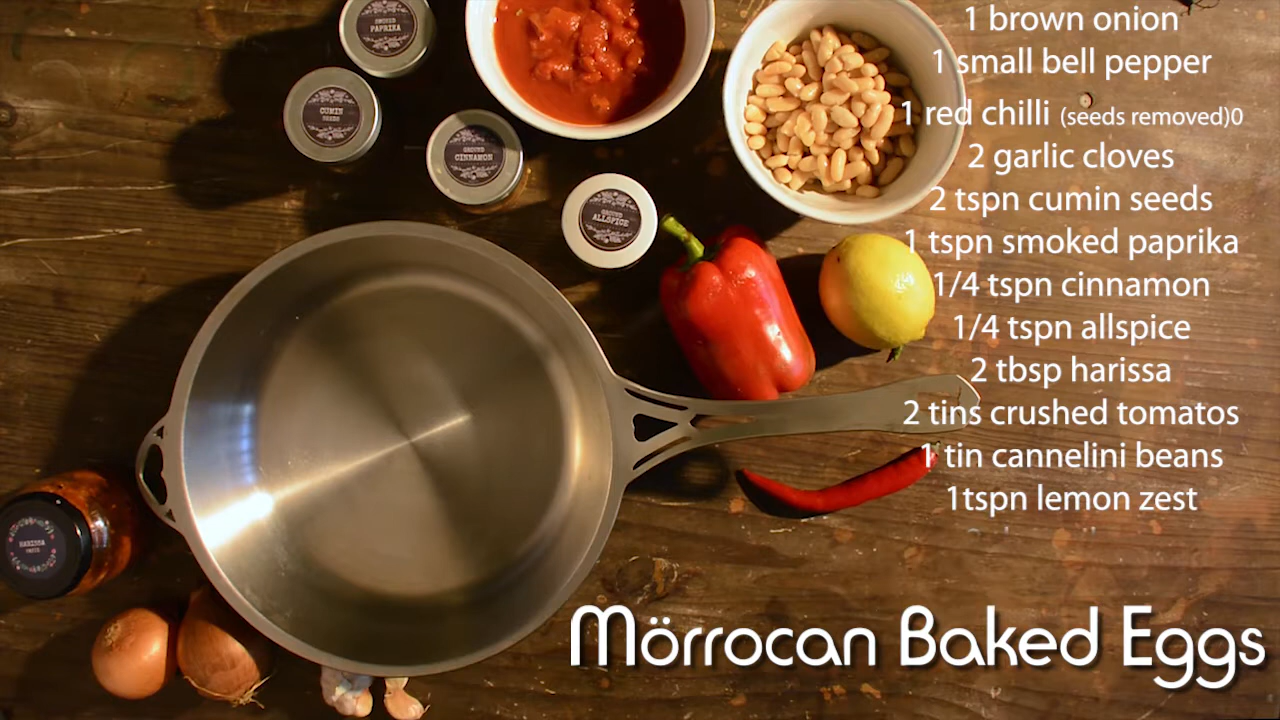 1 brown onion
1 small bell pepper
1 red chilli (seeds removed)0
2 garlic cloves
2 tspn cumin seeds
1 tspn smoked paprika
1/4 tspn cinnamon
1/4 tspn allspice
2 tbsp harissa
2 tins crushed tomatos
1 tin cannelini beans
1tspn lemon zest
Mörrocan Baked Eggs
SMOKED
PAPRIKA
CUMIN
SEEDS
GROUND
CINNAMON
GROUND
ALLSPICE
HARISSA
PASTE